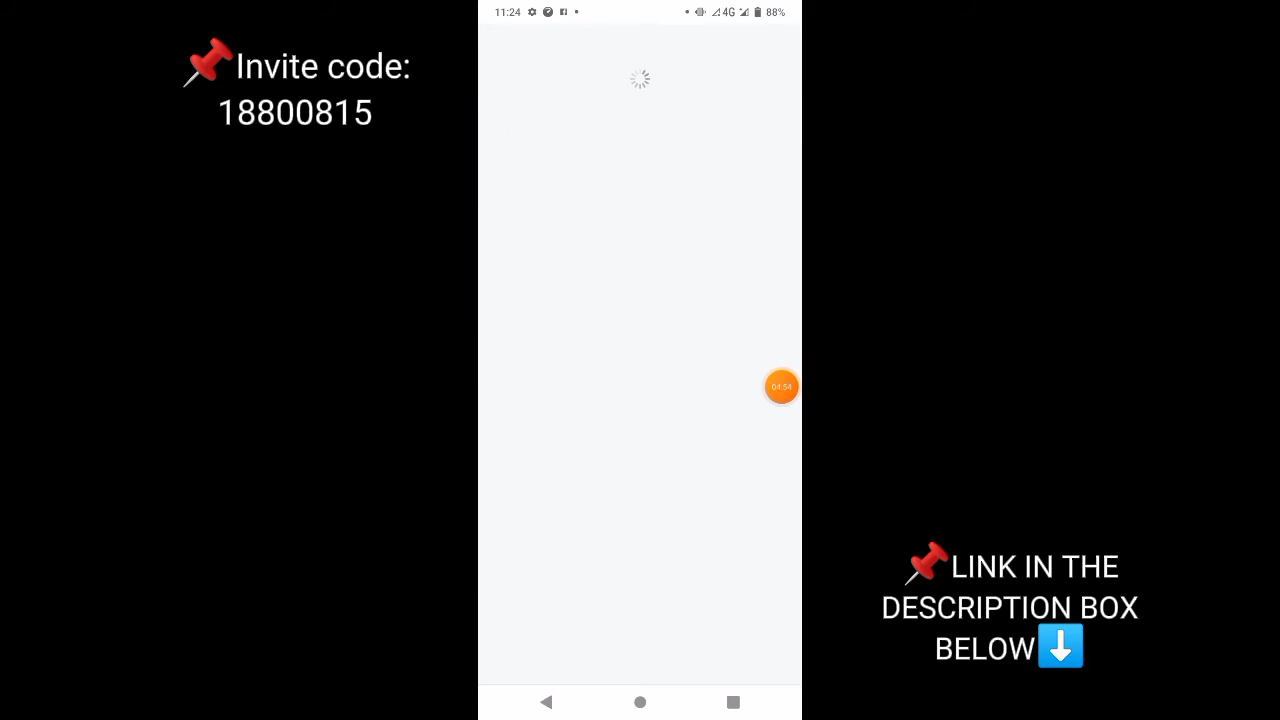 11:24
4G 88%
📌Invite code:
18800815
04:54
📌LINK IN THE
DESCRIPTION BOX
BELOW⬇️